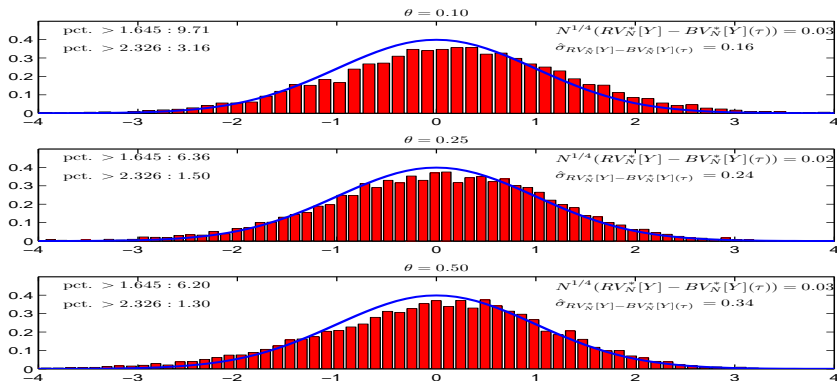 θ = 0.10
pct. > 1.645 : 9.71
pct. > 2.326 : 3.16
N^{1/4}(RV_N^*[Y] − BV_N^*[Y](τ)) = 0.03
σ̂_{RV_N^*[Y]−BV_N^*[Y](τ)} = 0.16
0.4
0.3
0.2
0.1
0
−4 −3 −2 −1 0 1 2 3 4
θ = 0.25
pct. > 1.645 : 6.36
pct. > 2.326 : 1.50
N^{1/4}(RV_N^*[Y] − BV_N^*[Y](τ)) = 0.02
σ̂_{RV_N^*[Y]−BV_N^*[Y](τ)} = 0.24
0.4
0.3
0.2
0.1
0
−4 −3 −2 −1 0 1 2 3 4
θ = 0.50
pct. > 1.645 : 6.20
pct. > 2.326 : 1.30
N^{1/4}(RV_N^*[Y] − BV_N^*[Y](τ)) = 0.03
σ̂_{RV_N^*[Y]−BV_N^*[Y](τ)} = 0.34
0.4
0.3
0.2
0.1
0
−4 −3 −2 −1 0 1 2 3 4